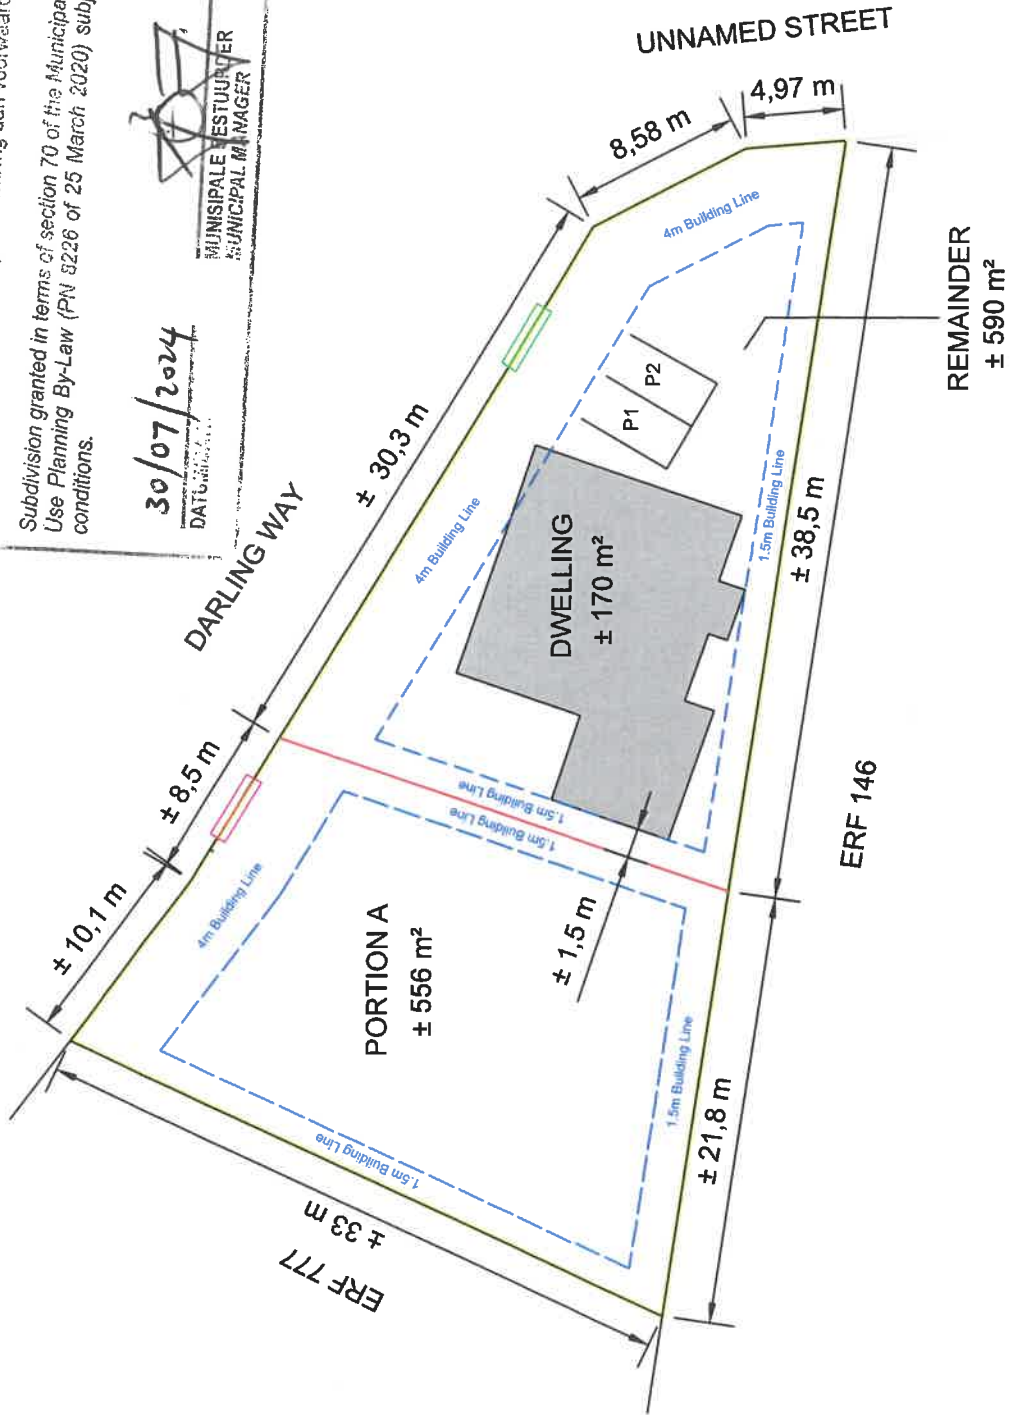 Subdivision granted in terms of section 70 of the Municipal
Use Planning By-Law (PN 8226 of 25 March 2020)
conditions.
30/07/2024
MUNISIPALE BESTUURDER
MUNICIPAL MANAGER
UNNAMED STREET
4,97 m
8,58 m
4m Building Line
REMAINDER
± 590 m²
P1
P2
± 30,3 m
DARLING WAY
4m Building Line
DWELLING
± 170 m²
1.5m Building Line
± 38,5 m
± 8,5 m
± 10,1 m
4m Building Line
1.5m Building Line
1.5m Building Line
± 1,5 m
ERF 146
PORTION A
± 556 m²
1.5m Building Line
± 21,8 m
1.5m Building Line
± 33 m
ERF 777